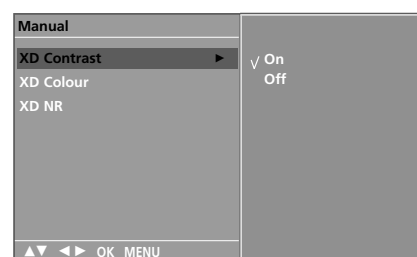 Manual
XD Contrast ►
XD Colour
XD NR
√ On
Off
▲▼ ◄► OK MENU